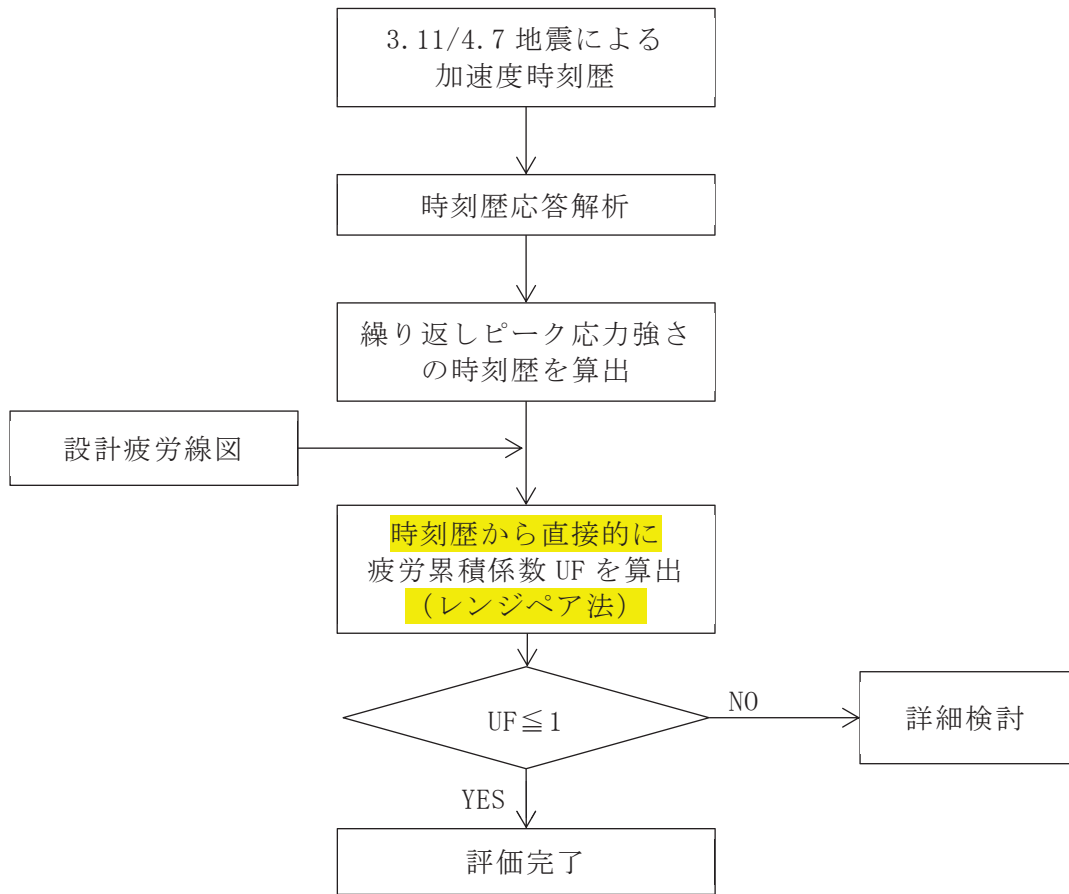 3.11/4.7 地震による
加速度時刻歴
時刻歴応答解析
繰り返しピーク応力強さ
の時刻歴を算出
設計疲労線図
時刻歴から直接的に
疲労累積係数 UF を算出
（レンジペア法）
UF≦1
NO
詳細検討
YES
評価完了